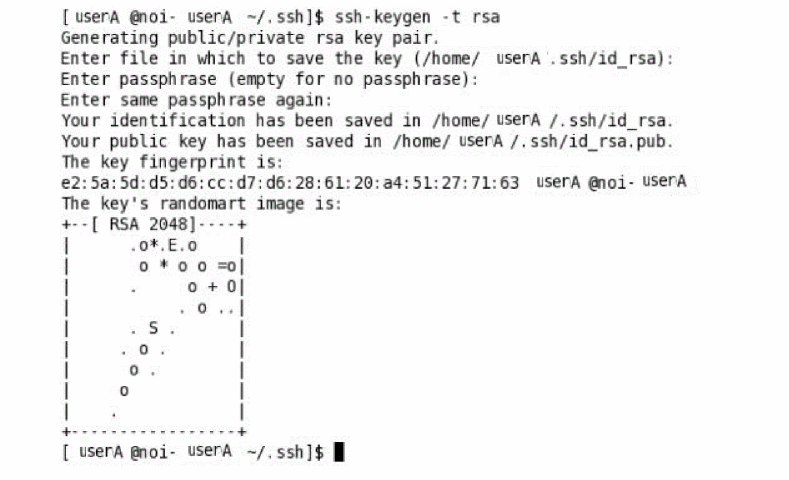 [ userA @noi- userA ~/.ssh]$ ssh-keygen -t rsa
Generating public/private rsa key pair.
Enter file in which to save the key (/home/ userA .ssh/id_rsa):
Enter passphrase (empty for no passphrase):
Enter same passphrase again:
Your identification has been saved in /home/ userA /.ssh/id_rsa.
Your public key has been saved in /home/ userA /.ssh/id_rsa.pub.
The key fingerprint is:
e2:5a:5d:d5:d6:cc:d7:d6:28:61:20:a4:51:27:71:63 userA @noi- userA
The key's randomart image is:
+--[ RSA 2048]----+
|      .o*.E.o    |
|       o * o o =o|
|      .     o + O|
|           . o ..|
|      . S .      |
|     . o .       |
|      o .        |
|     o           |
|    .            |
+-----------------+
[ userA @noi- userA ~/.ssh]$